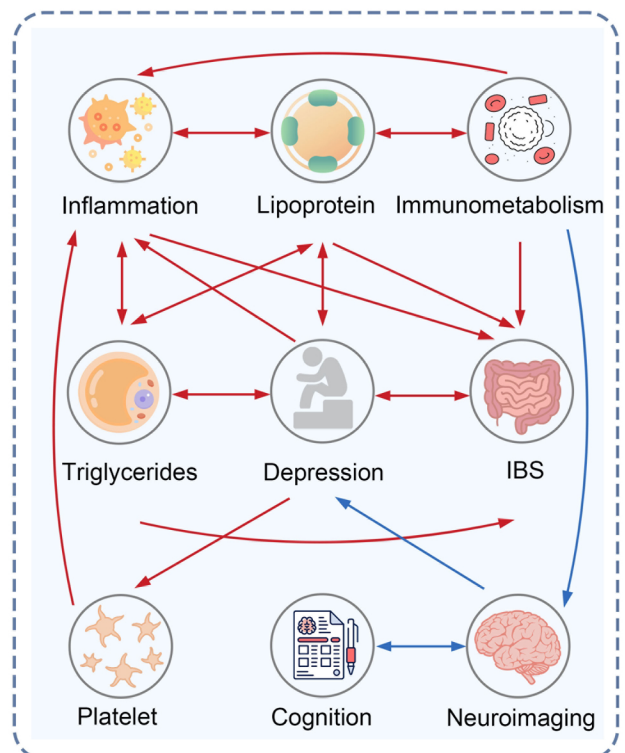 Inflammation
Lipoprotein
Immunometabolism
Triglycerides
Depression
IBS
Platelet
Cognition
Neuroimaging